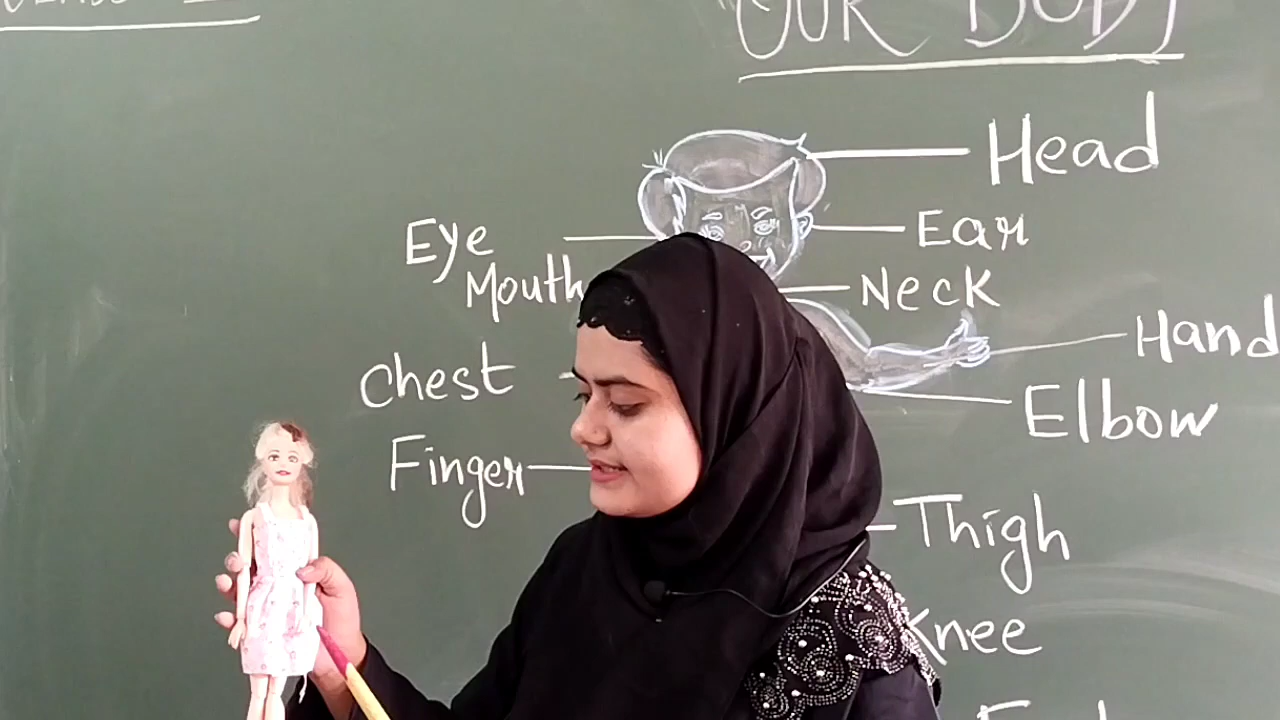 OUR BODY
Head
Eye
Ear
Mouth
Neck
Hand
Chest
Elbow
Finger
Thigh
Knee